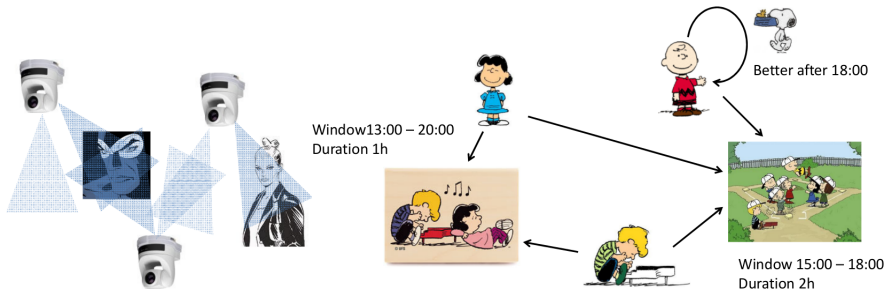 Better after 18:00
Window13:00 – 20:00
Duration 1h
Window 15:00 – 18:00
Duration 2h